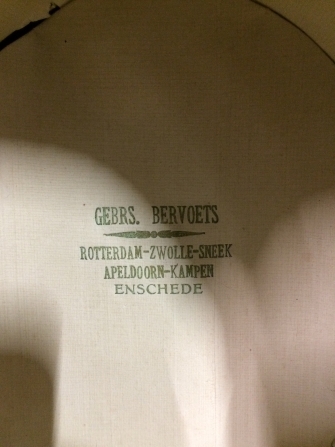 GEBRS. BERVOETS
ROTTERDAM-ZWOLLE-SNEEK
APELDOORN-KAMPEN
ENSCHEDE